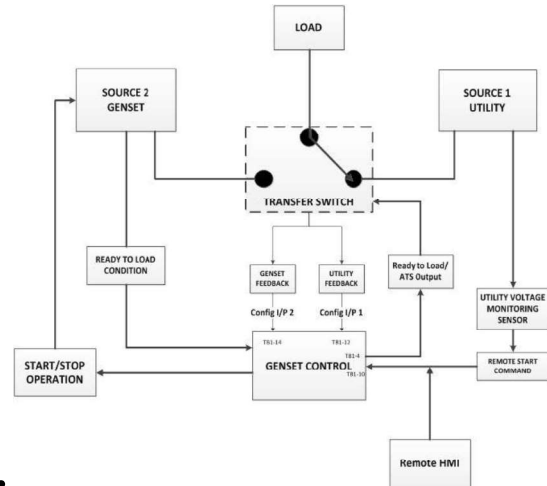 LOAD
SOURCE 2
GENSET
SOURCE 1
UTILITY
TRANSFER SWITCH
READY TO LOAD
CONDITION
GENSET
FEEDBACK
UTILITY
FEEDBACK
Ready to Load/
ATS Output
UTILITY VOLTAGE
MONITORING
SENSOR
Config I/P 2
Config I/P 1
TB1-14
TB1-12
TB1-4
TB1-10
GENSET CONTROL
START/STOP
OPERATION
REMOTE START
COMMAND
Remote HMI